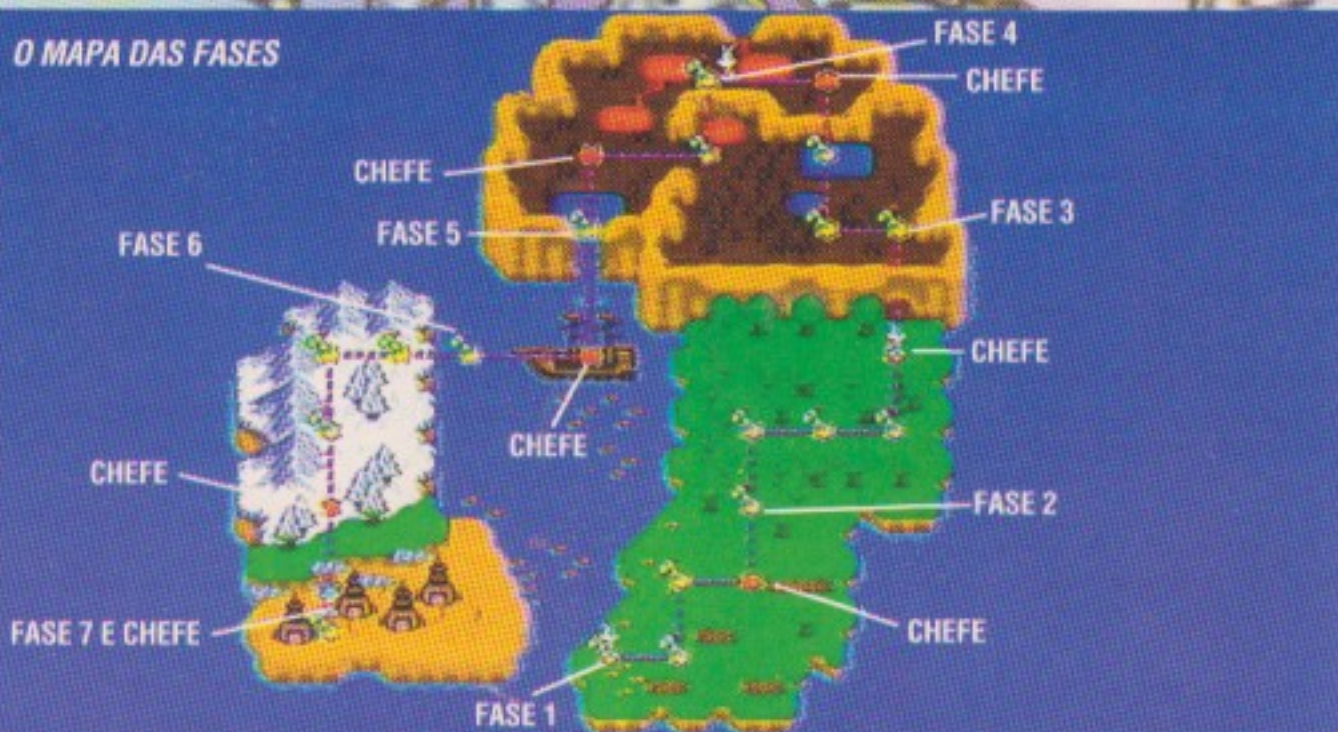 O MAPA DAS FASES
FASE 4
CHEFE
CHEFE
FASE 3
FASE 5
FASE 6
CHEFE
CHEFE
CHEFE
FASE 2
FASE 7 E CHEFE
CHEFE
FASE 1